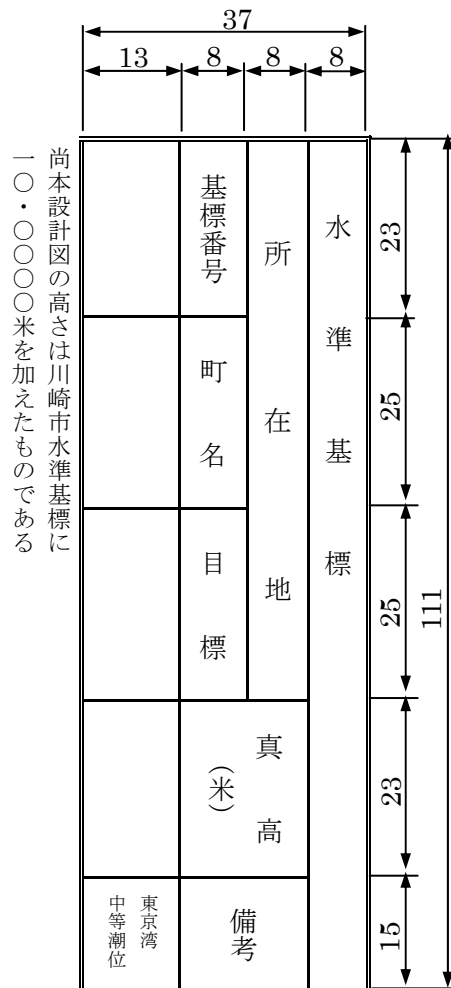 37
13 8 8 8
水準基標
所在地
基標番号
町名
目標
真高
(米)
備考
東京湾
中等潮位
23
25
25
23
15
111
尚本設計図の高さは川崎市水準基標に
一〇・〇〇〇〇米を加えたものである